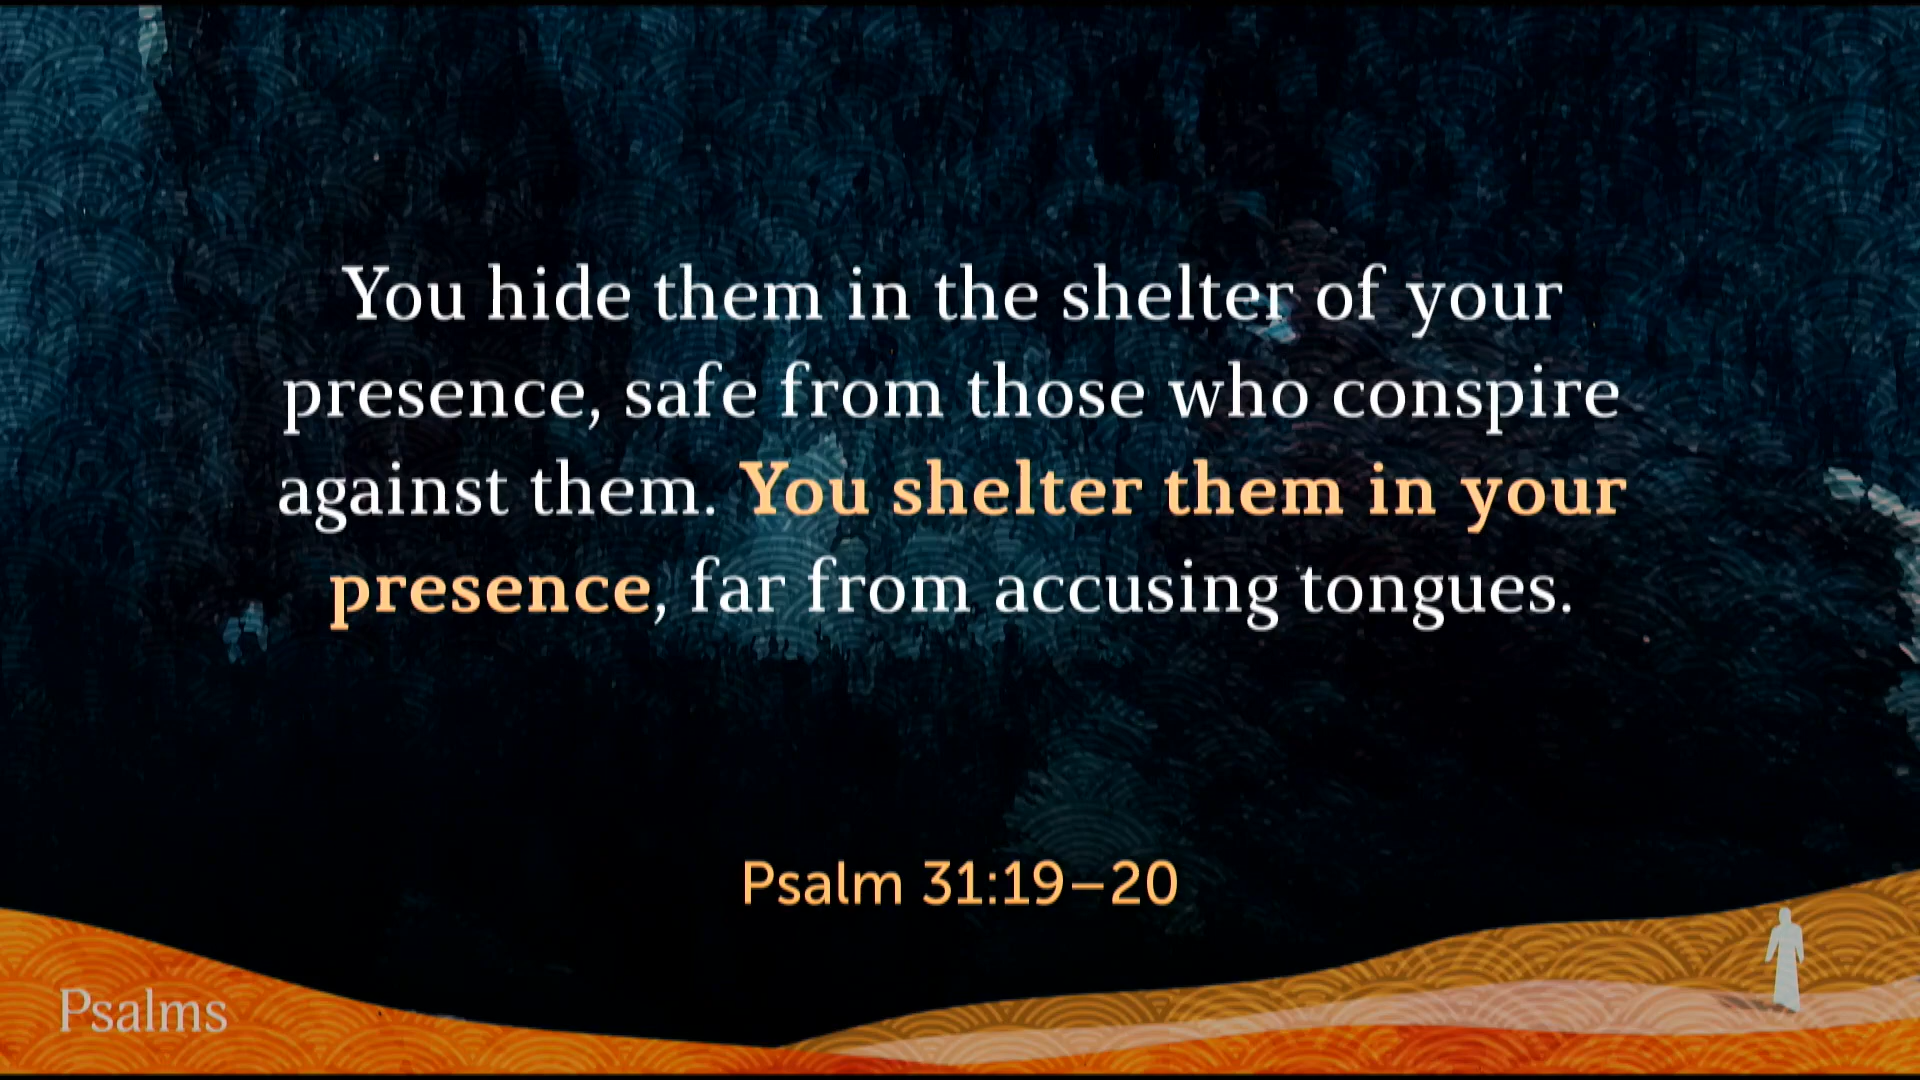 You hide them in the shelter of your
presence, safe from those who conspire
against them. You shelter them in your
presence, far from accusing tongues.
Psalm 31:19–20
Psalms